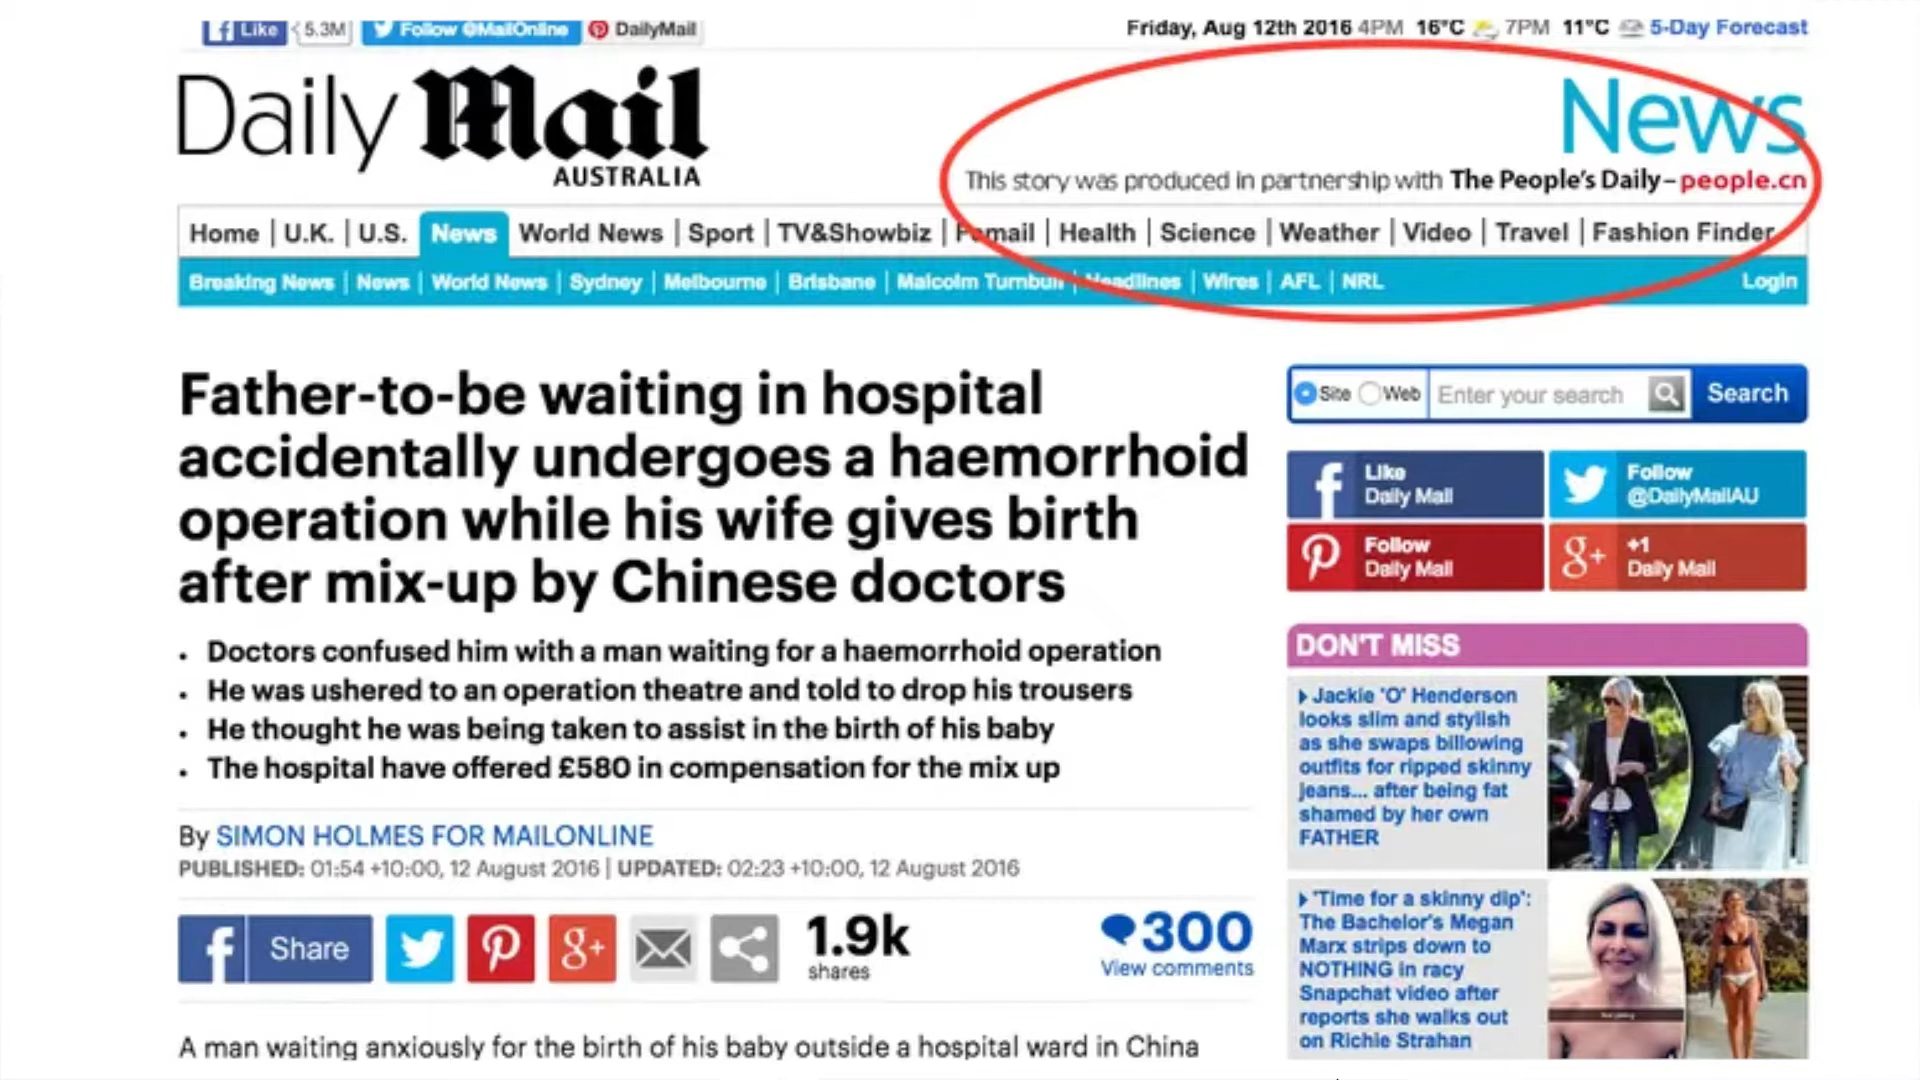 Like 5.3M Follow @MailOnline DailyMail
Friday, Aug 12th 2016 4PM 16°C 7PM 11°C 5-Day Forecast
Daily Mail
AUSTRALIA
News
This story was produced in partnership with The People's Daily – people.cn
Home | U.K. | U.S. News World News | Sport | TV&Showbiz | Femail | Health | Science | Weather | Video | Travel | Fashion Finder
Breaking News | News | World News | Sydney | Melbourne | Brisbane | Malcolm Turnbull | Headlines | Wires | AFL | NRL Login
Father-to-be waiting in hospital
accidentally undergoes a haemorrhoid
operation while his wife gives birth
after mix-up by Chinese doctors
• Doctors confused him with a man waiting for a haemorrhoid operation
• He was ushered to an operation theatre and told to drop his trousers
• He thought he was being taken to assist in the birth of his baby
• The hospital have offered £580 in compensation for the mix up
By SIMON HOLMES FOR MAILONLINE
PUBLISHED: 01:54 +10:00, 12 August 2016 | UPDATED: 02:23 +10:00, 12 August 2016
Share
1.9k
shares
300
View comments
A man waiting anxiously for the birth of his baby outside a hospital ward in China
Site Web Enter your search Search
Like
Daily Mail
Follow
@DailyMailAU
Follow
Daily Mail
+1
Daily Mail
DON'T MISS
Jackie 'O' Henderson
looks slim and stylish
as she swaps billowing
outfits for ripped skinny
jeans... after being fat
shamed by her own
FATHER
'Time for a skinny dip':
The Bachelor's Megan
Marx strips down to
NOTHING in racy
Snapchat video after
reports she walks out
on Richie Strahan